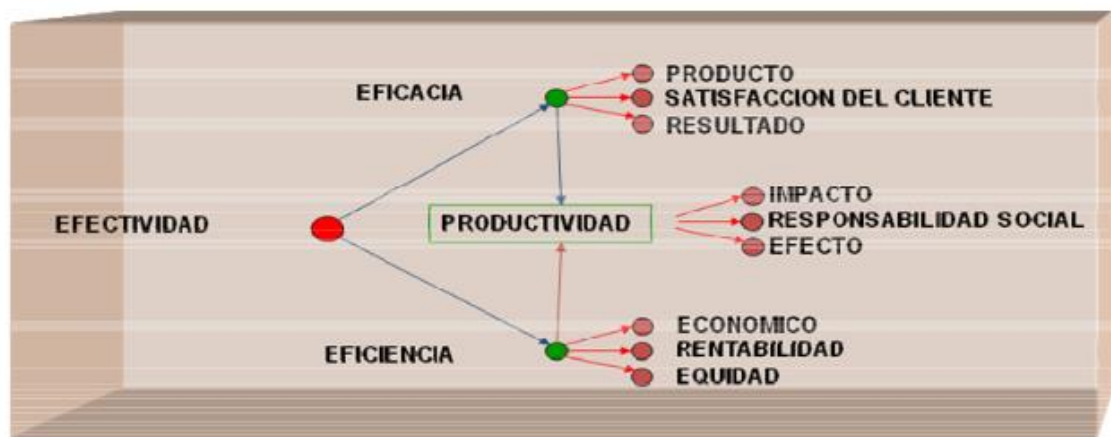 EFICACIA
PRODUCTO
SATISFACCION DEL CLIENTE
RESULTADO
EFECTIVIDAD
PRODUCTIVIDAD
IMPACTO
RESPONSABILIDAD SOCIAL
EFECTO
EFICIENCIA
ECONOMICO
RENTABILIDAD
EQUIDAD